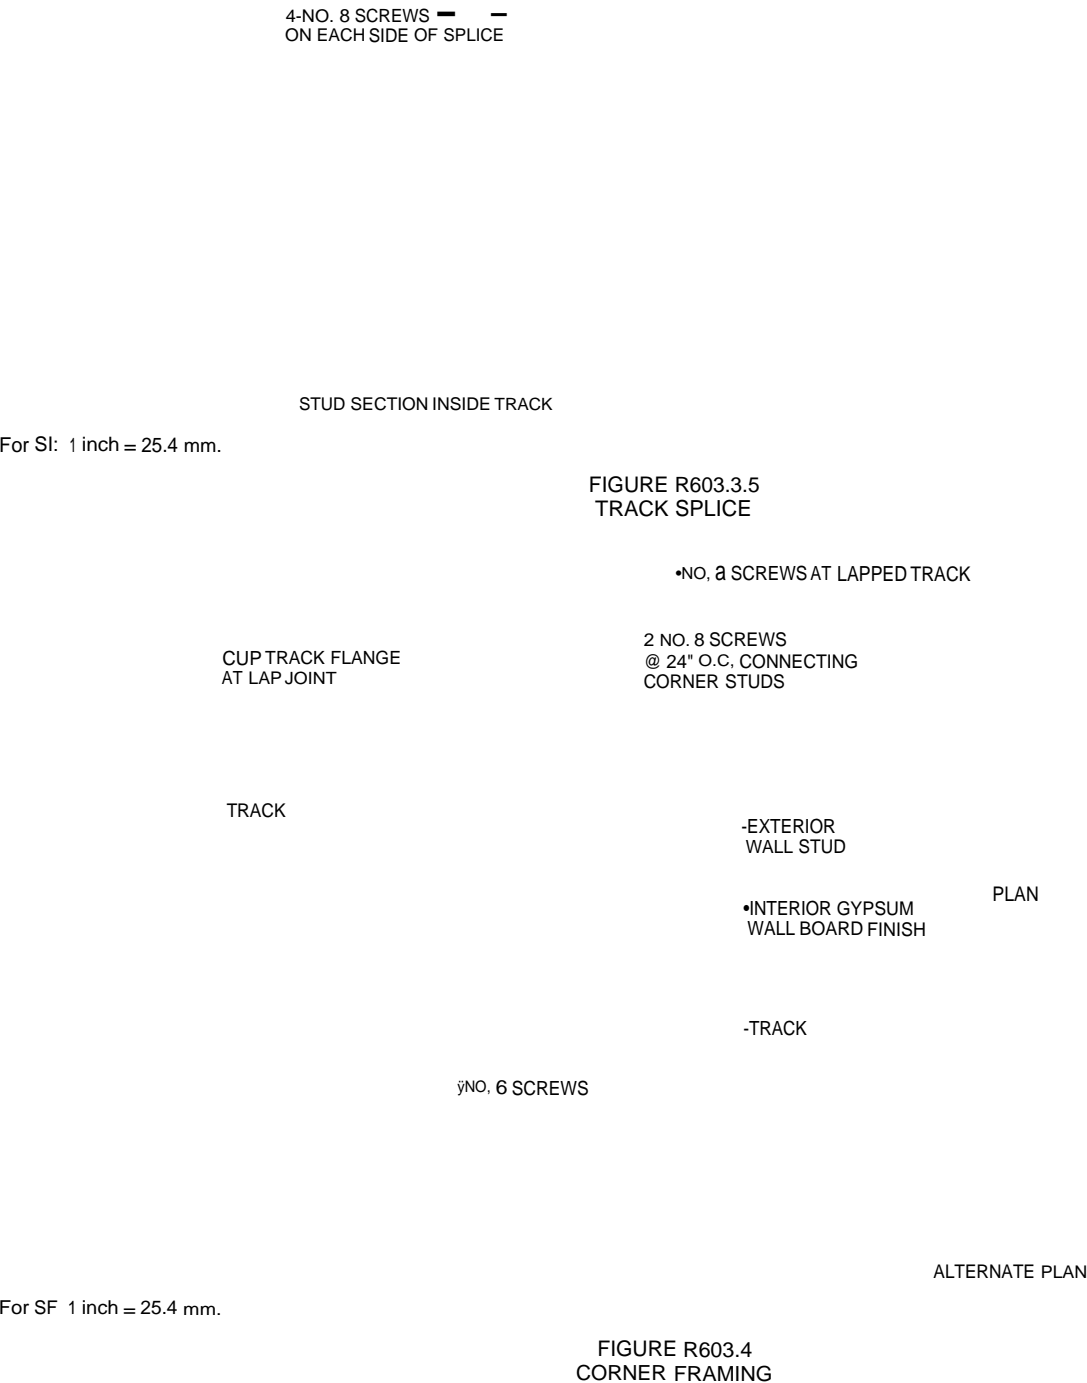 4-NO. 8 SCREWS
ON EACH SIDE OF SPLICE
STUD SECTION INSIDE TRACK
For SI: 1 inch = 25.4 mm.
FIGURE R603.3.5
TRACK SPLICE
•NO, a SCREWS AT LAPPED TRACK
2 NO. 8 SCREWS
@ 24" O.C, CONNECTING
CORNER STUDS
CUP TRACK FLANGE
AT LAP JOINT
TRACK
-EXTERIOR
WALL STUD
PLAN
•INTERIOR GYPSUM
WALL BOARD FINISH
-TRACK
ÿNO, 6 SCREWS
ALTERNATE PLAN
For SF 1 inch = 25.4 mm.
FIGURE R603.4
CORNER FRAMING